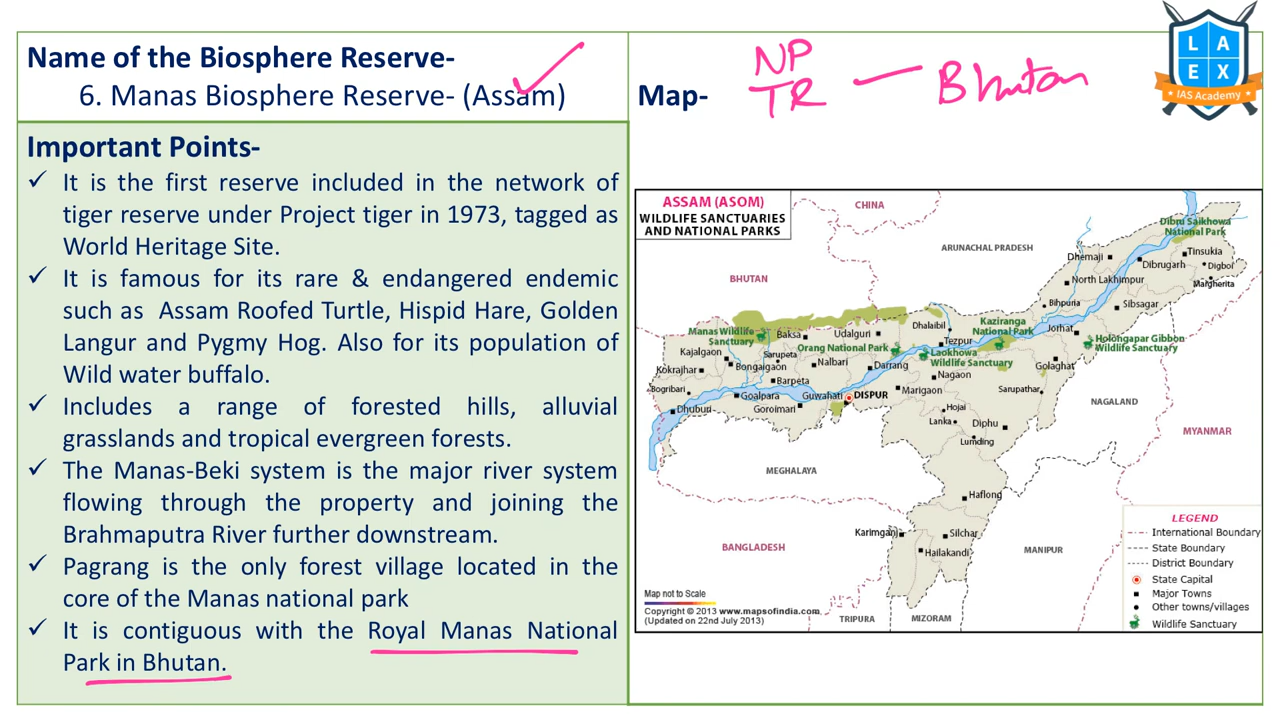 Name of the Biosphere Reserve-
6. Manas Biosphere Reserve- (Assam)
Important Points-
✓ It is the first reserve included in the network of
tiger reserve under Project tiger in 1973, tagged as
World Heritage Site.
✓ It is famous for its rare & endangered endemic
such as Assam Roofed Turtle, Hispid Hare, Golden
Langur and Pygmy Hog. Also for its population of
Wild water buffalo.
✓ Includes a range of forested hills, alluvial
grasslands and tropical evergreen forests.
✓ The Manas-Beki system is the major river system
flowing through the property and joining the
Brahmaputra River further downstream.
✓ Pagrang is the only forest village located in the
core of the Manas national park
✓ It is contiguous with the Royal Manas National
Park in Bhutan.
Map-
NP
TR — Bhutan
L A
E X
IAS Academy
ASSAM (ASOM)
WILDLIFE SANCTUARIES
AND NATIONAL PARKS
CHINA
ARUNACHAL PRADESH
BHUTAN
Dibru Saikhowa
National Park
Tinsukia
Dhemaji
Dibrugarh
Digboi
Margherita
North Lakhimpur
Bihpuria
Sibsagar
Manas Wildlife
Sanctuary
Baksa
Udalguri
Dhalaibil
Kaziranga
National Park
Jorhat
Orang National Park
Tezpur
Holongapar Gibbon
Wildlife Sanctuary
Kajalgaon
Sarupeta
Laokhowa
Wildlife Sanctuary
Kokrajhar
Bongaigaon
Nalbari
Darrang
Golaghat
Nagaon
Barpeta
Bogribari
Goalpara
Guwahati
DISPUR
Marigaon
Sarupathar
Dhuburi
Goroimari
Hojai
NAGALAND
Lanka
Diphu
MYANMAR
Lumding
MEGHALAYA
Haflong
Karimganj
Silchar
BANGLADESH
Hailakandi
MANIPUR
TRIPURA
MIZORAM
Map not to Scale
Copyright © 2013 www.mapsofindia.com
(Updated on 22nd July 2013)
LEGEND
International Boundary
State Boundary
District Boundary
State Capital
Major Towns
Other towns/villages
Wildlife Sanctuary